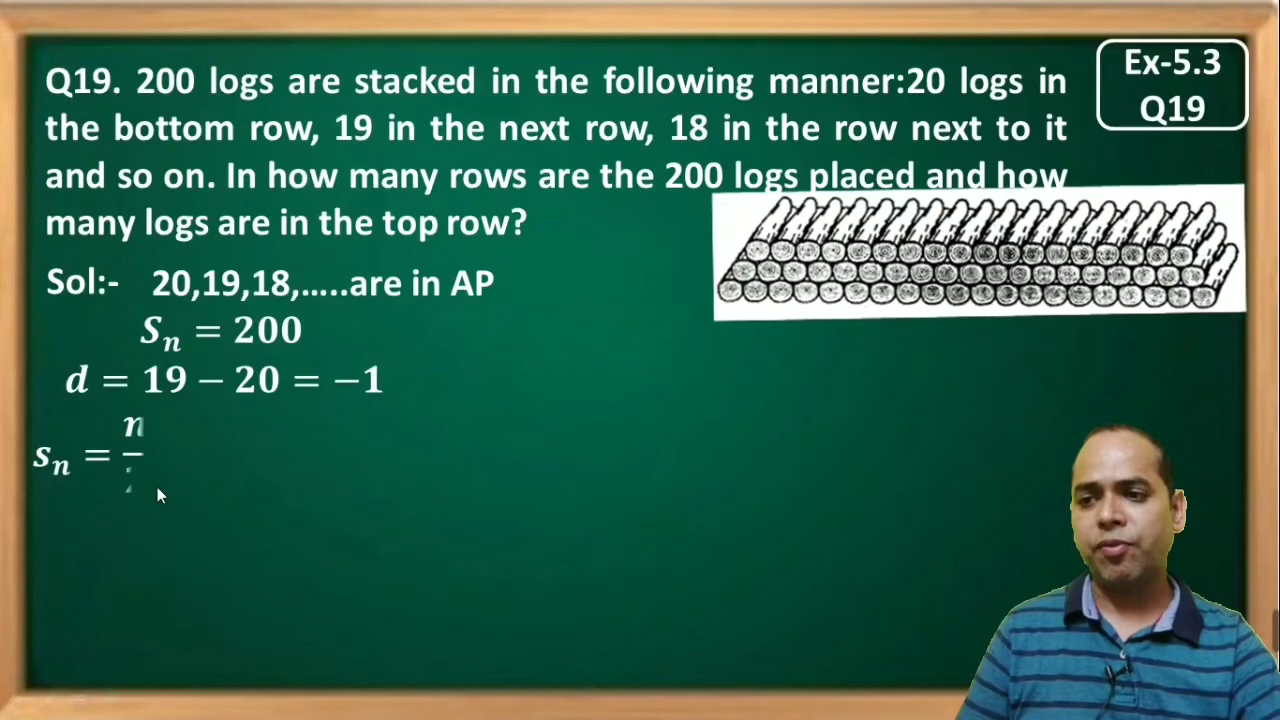 Q19. 200 logs are stacked in the following manner:20 logs in
the bottom row, 19 in the next row, 18 in the row next to it
and so on. In how many rows are the 200 logs placed and how
many logs are in the top row?
Ex-5.3
Q19
Sol:- 20,19,18,…..are in AP
Sₙ = 200
d = 19 − 20 = −1
sₙ = n